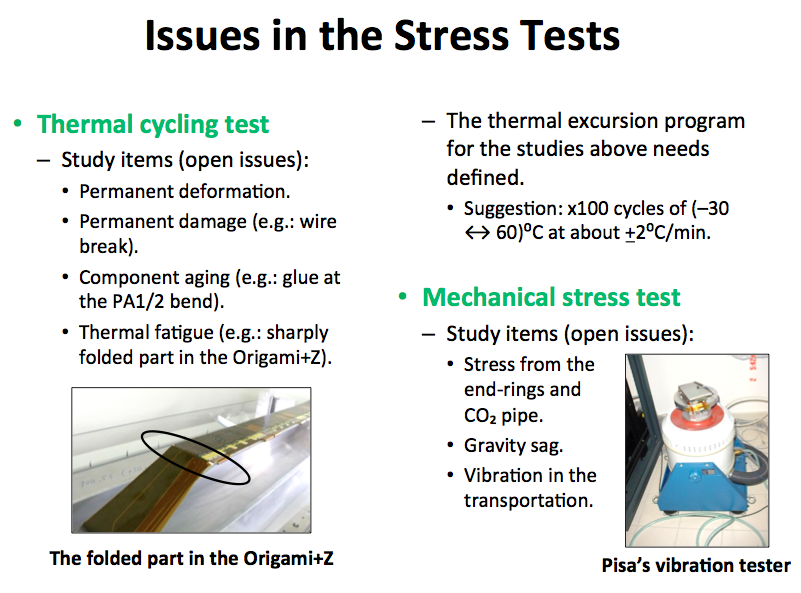 Issues in the Stress Tests
• Thermal cycling test
– Study items (open issues):
• Permanent deformation.
• Permanent damage (e.g.: wire
break).
• Component aging (e.g.: glue at
the PA1/2 bend).
• Thermal fatigue (e.g.: sharply
folded part in the Origami+Z).
The folded part in the Origami+Z
– The thermal excursion program
for the studies above needs
defined.
• Suggestion: x100 cycles of (–30
↔ 60)⁰C at about ±2⁰C/min.
• Mechanical stress test
– Study items (open issues):
• Stress from the
end-rings and
CO₂ pipe.
• Gravity sag.
• Vibration in the
transportation.
Pisa’s vibration tester